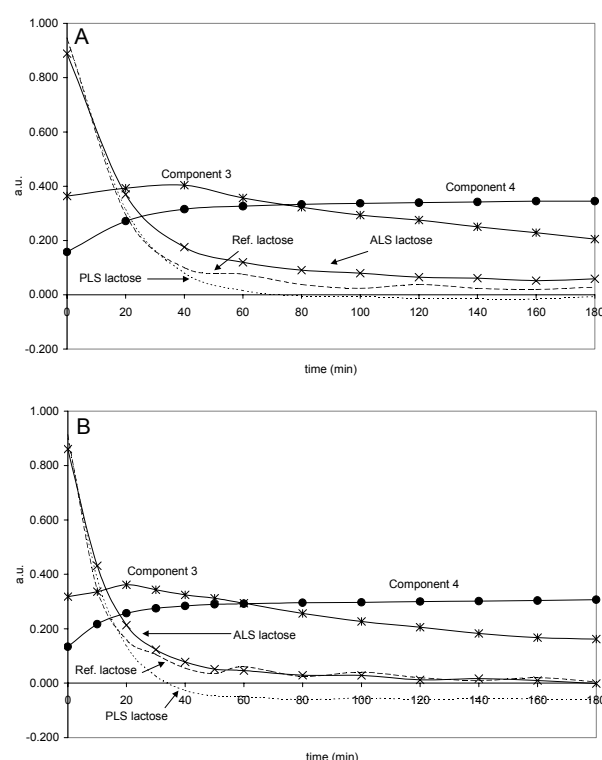 1.000
A
0.800
0.600
Component 3
0.400
Component 4
a.u.
0.200
Ref. lactose
ALS lactose
PLS lactose
0.000
0 20 40 60 80 100 120 140 160 180
-0.200
time (min)
1.000
B
0.800
0.600
Component 3
0.400
Component 4
a.u.
0.200
ALS lactose
Ref. lactose
0.000
0 20 40 60 80 100 120 140 160 180
PLS lactose
-0.200
time (min)